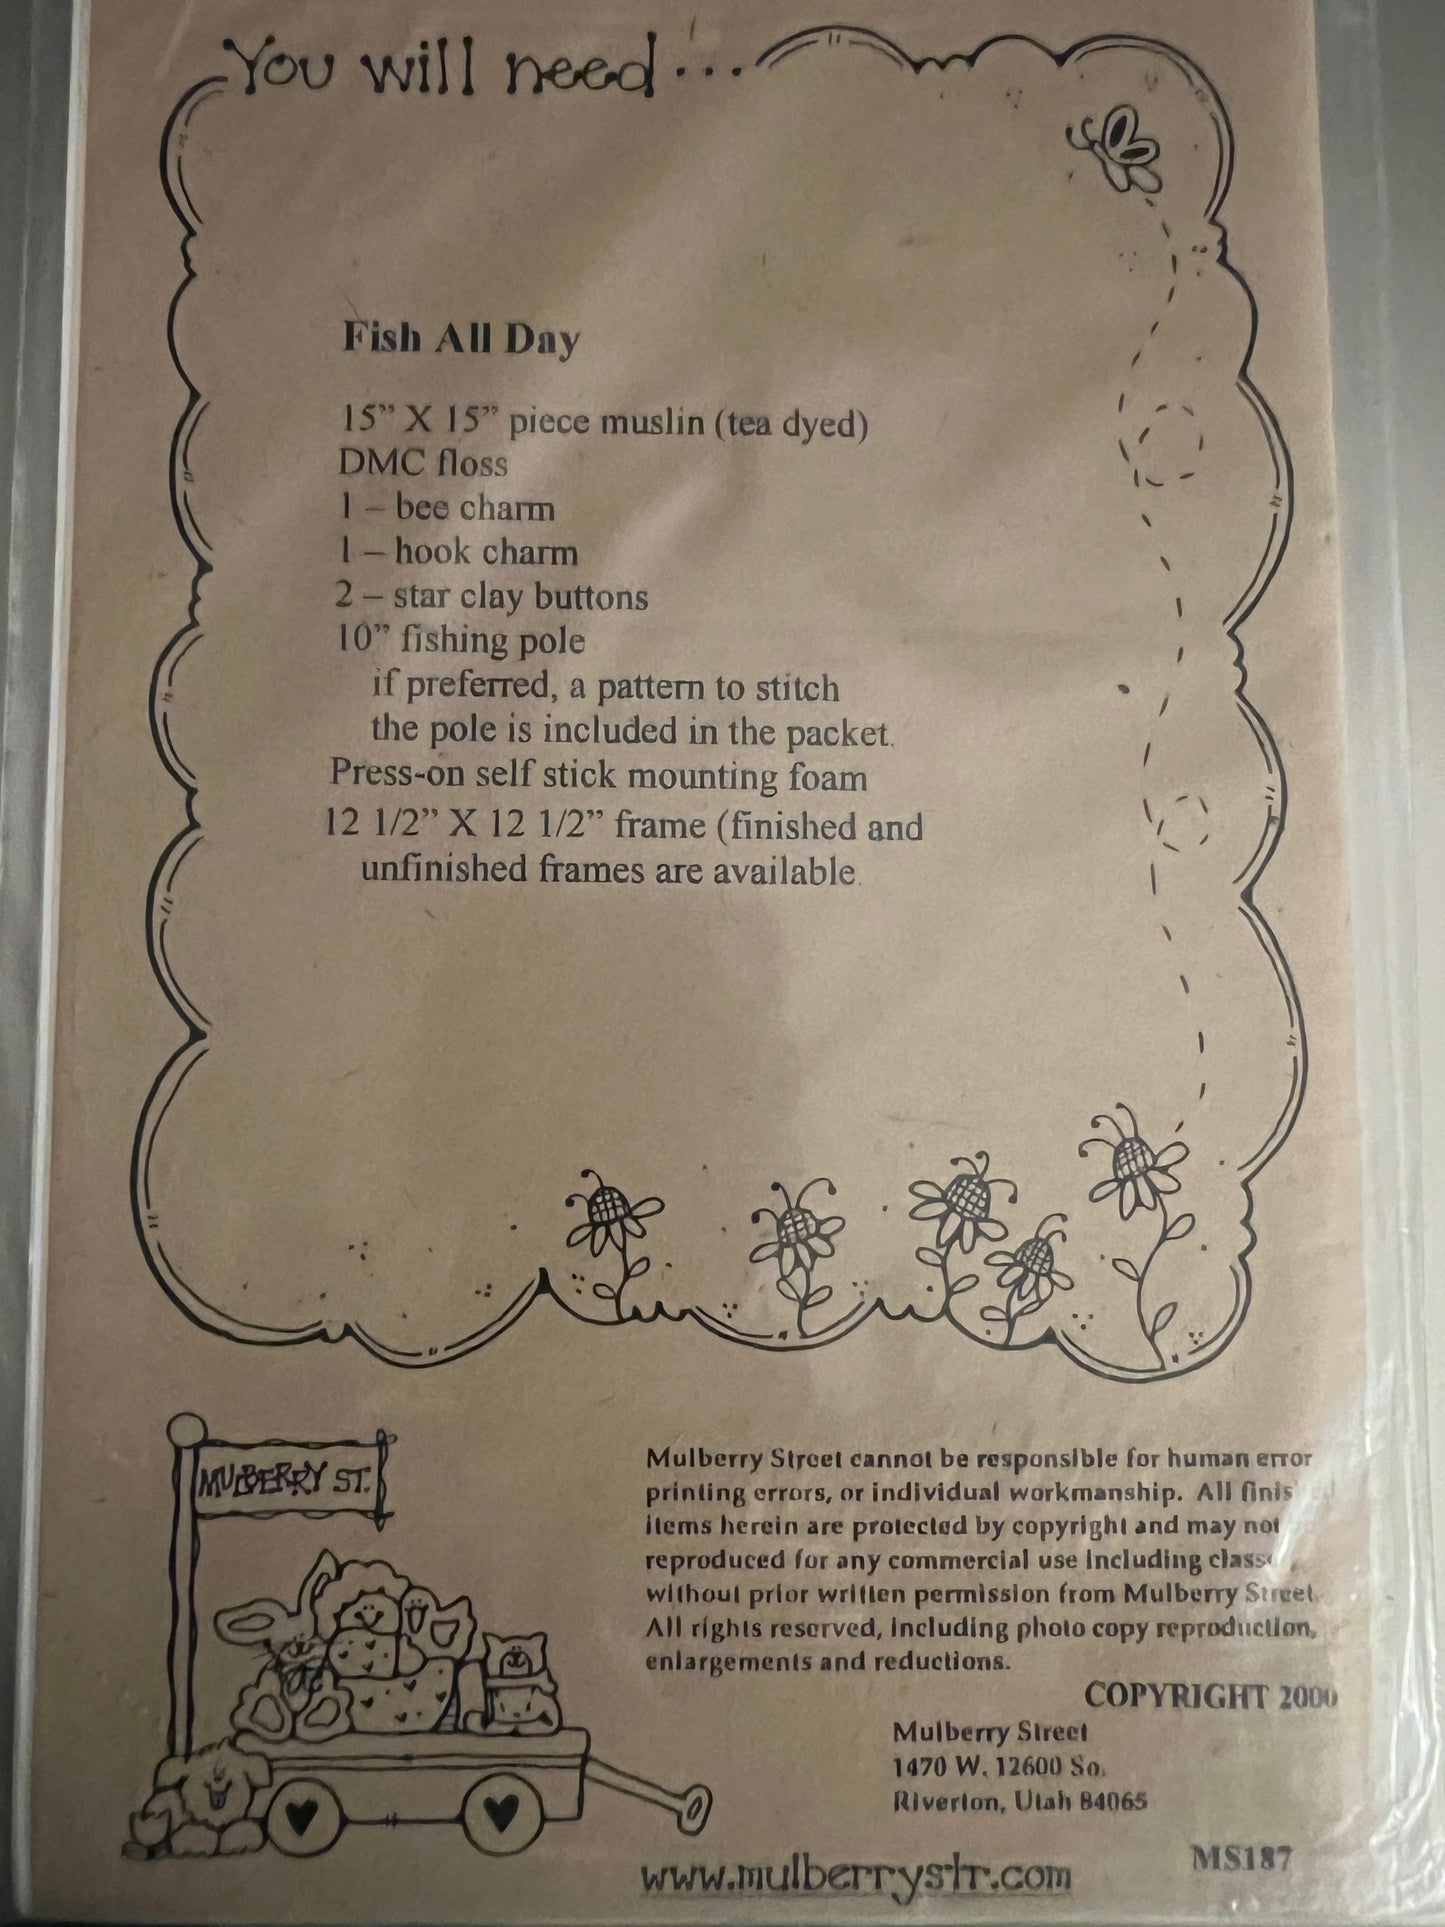 You will need...
Fish All Day
15” X 15” piece muslin (tea dyed)
DMC floss
1 – bee charm
1 – hook charm
2 – star clay buttons
10” fishing pole
if preferred, a pattern to stitch
the pole is included in the packet.
Press-on self stick mounting foam
12 1/2” X 12 1/2” frame (finished and
unfinished frames are available.
MULBERRY ST.
Mulberry Street cannot be responsible for human error
printing errors, or individual workmanship. All
items herein are protected by copyright and may not
reproduced for any commercial use including
without prior written permission from Mulberry Street.
All rights reserved, including photo copy reproduction,
enlargements and reductions.
COPYRIGHT 2000
Mulberry Street
1470 W. 12600 So.
Riverton, Utah 84065
MS187
www.mulberrystr.com